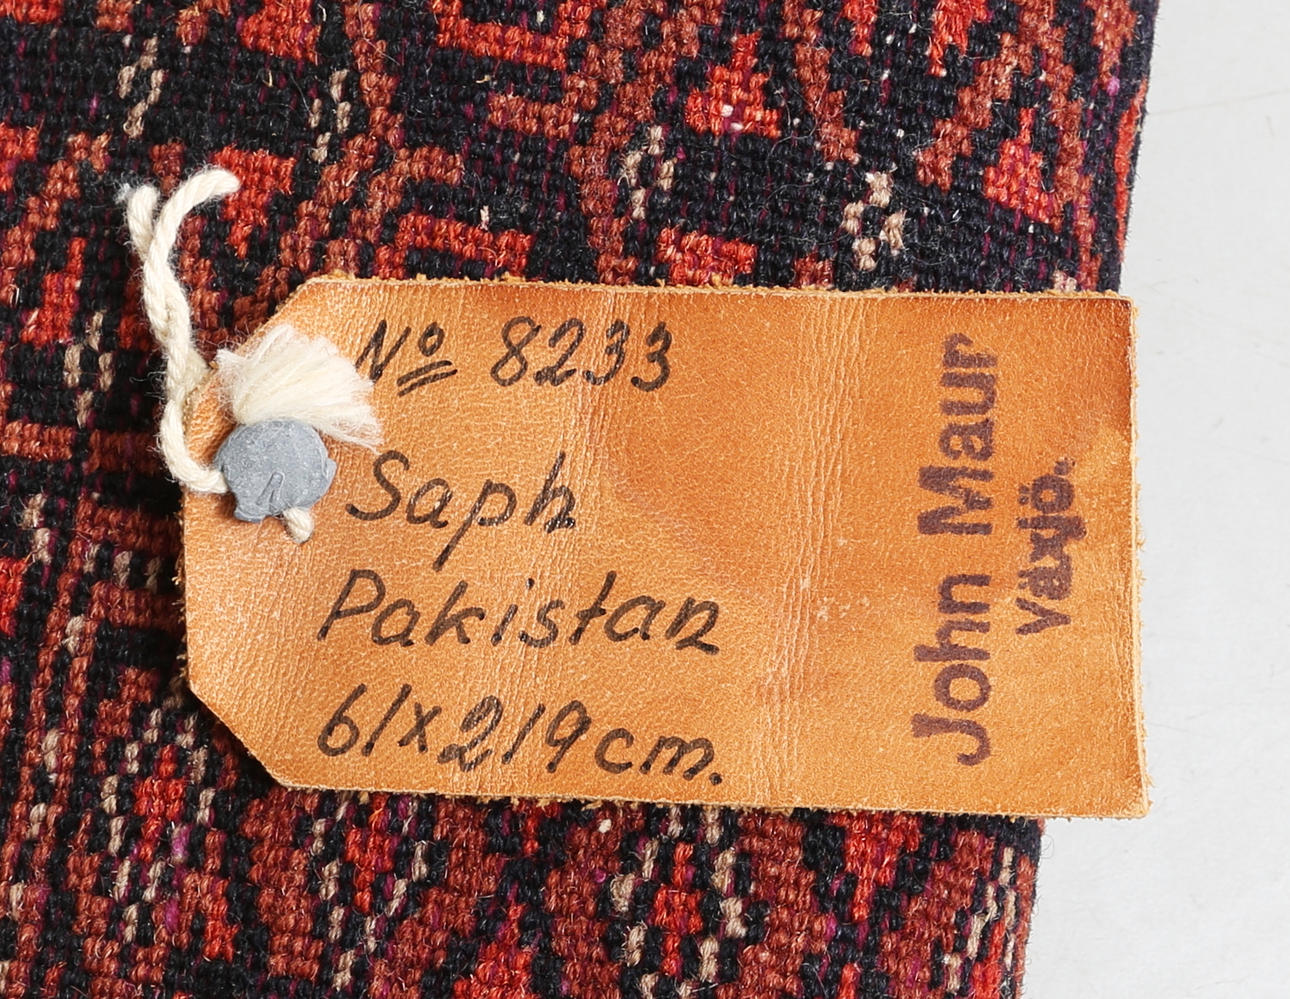 Nº 8233
Saph
Pakistan
61x219cm.
John Maur
Växjö.